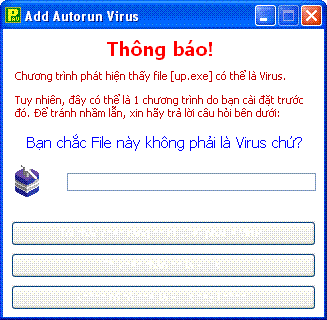 Add Autorun Virus
Thông báo!
Chương trình phát hiện thấy file [up.exe] có thể là Virus.
Tuy nhiên, đây có thể là 1 chương trình do bạn cài đặt trước
đó. Để tránh nhầm lẫn, xin hãy trả lời câu hỏi bên dưới:
Bạn chắc File này không phải là Virus chứ?